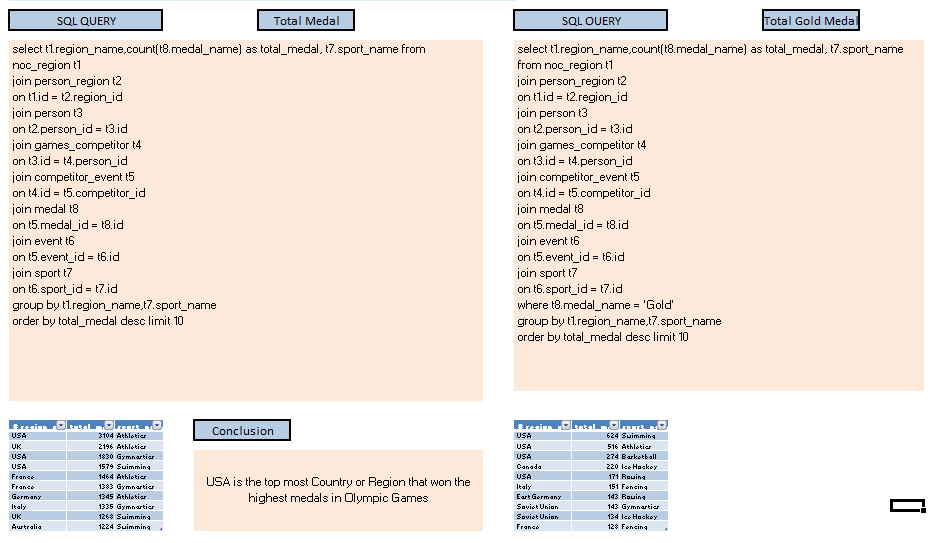 SQL QUERY
Total Medal
select t1.region_name,count(t8.medal_name) as total_medal, t7.sport_name from
noc_region t1
join person_region t2
on t1.id = t2.region_id
join person t3
on t2.person_id = t3.id
join games_competitor t4
on t3.id = t4.person_id
join competitor_event t5
on t4.id = t5.competitor_id
join medal t8
on t5.medal_id = t8.id
join event t6
on t5.event_id = t6.id
join sport t7
on t6.sport_id = t7.id
group by t1.region_name,t7.sport_name
order by total_medal desc limit 10
USA 3104 Athletics
UK 2196 Athletics
USA 1830 Gymnastics
USA 1579 Swimming
France 1464 Athletics
France 1383 Gymnastics
Germany 1345 Athletics
Italy 1335 Gymnastics
UK 1268 Swimming
Australia 1224 Swimming
Conclusion
USA is the top most Country or Region that won the
highest medals in Olympic Games
SQL QUERY
Total Gold Medal
select t1.region_name,count(t8.medal_name) as total_medal, t7.sport_name
from noc_region t1
join person_region t2
on t1.id = t2.region_id
join person t3
on t2.person_id = t3.id
join games_competitor t4
on t3.id = t4.person_id
join competitor_event t5
on t4.id = t5.competitor_id
join medal t8
on t5.medal_id = t8.id
join event t6
on t5.event_id = t6.id
join sport t7
on t6.sport_id = t7.id
where t8.medal_name = 'Gold'
group by t1.region_name,t7.sport_name
order by total_medal desc limit 10
USA 624 Swimming
USA 516 Athletics
USA 274 Basketball
Canada 220 Ice Hockey
USA 171 Rowing
Italy 151 Fencing
East Germany 143 Rowing
Soviet Union 143 Gymnastics
Soviet Union 134 Ice Hockey
France 128 Fencing